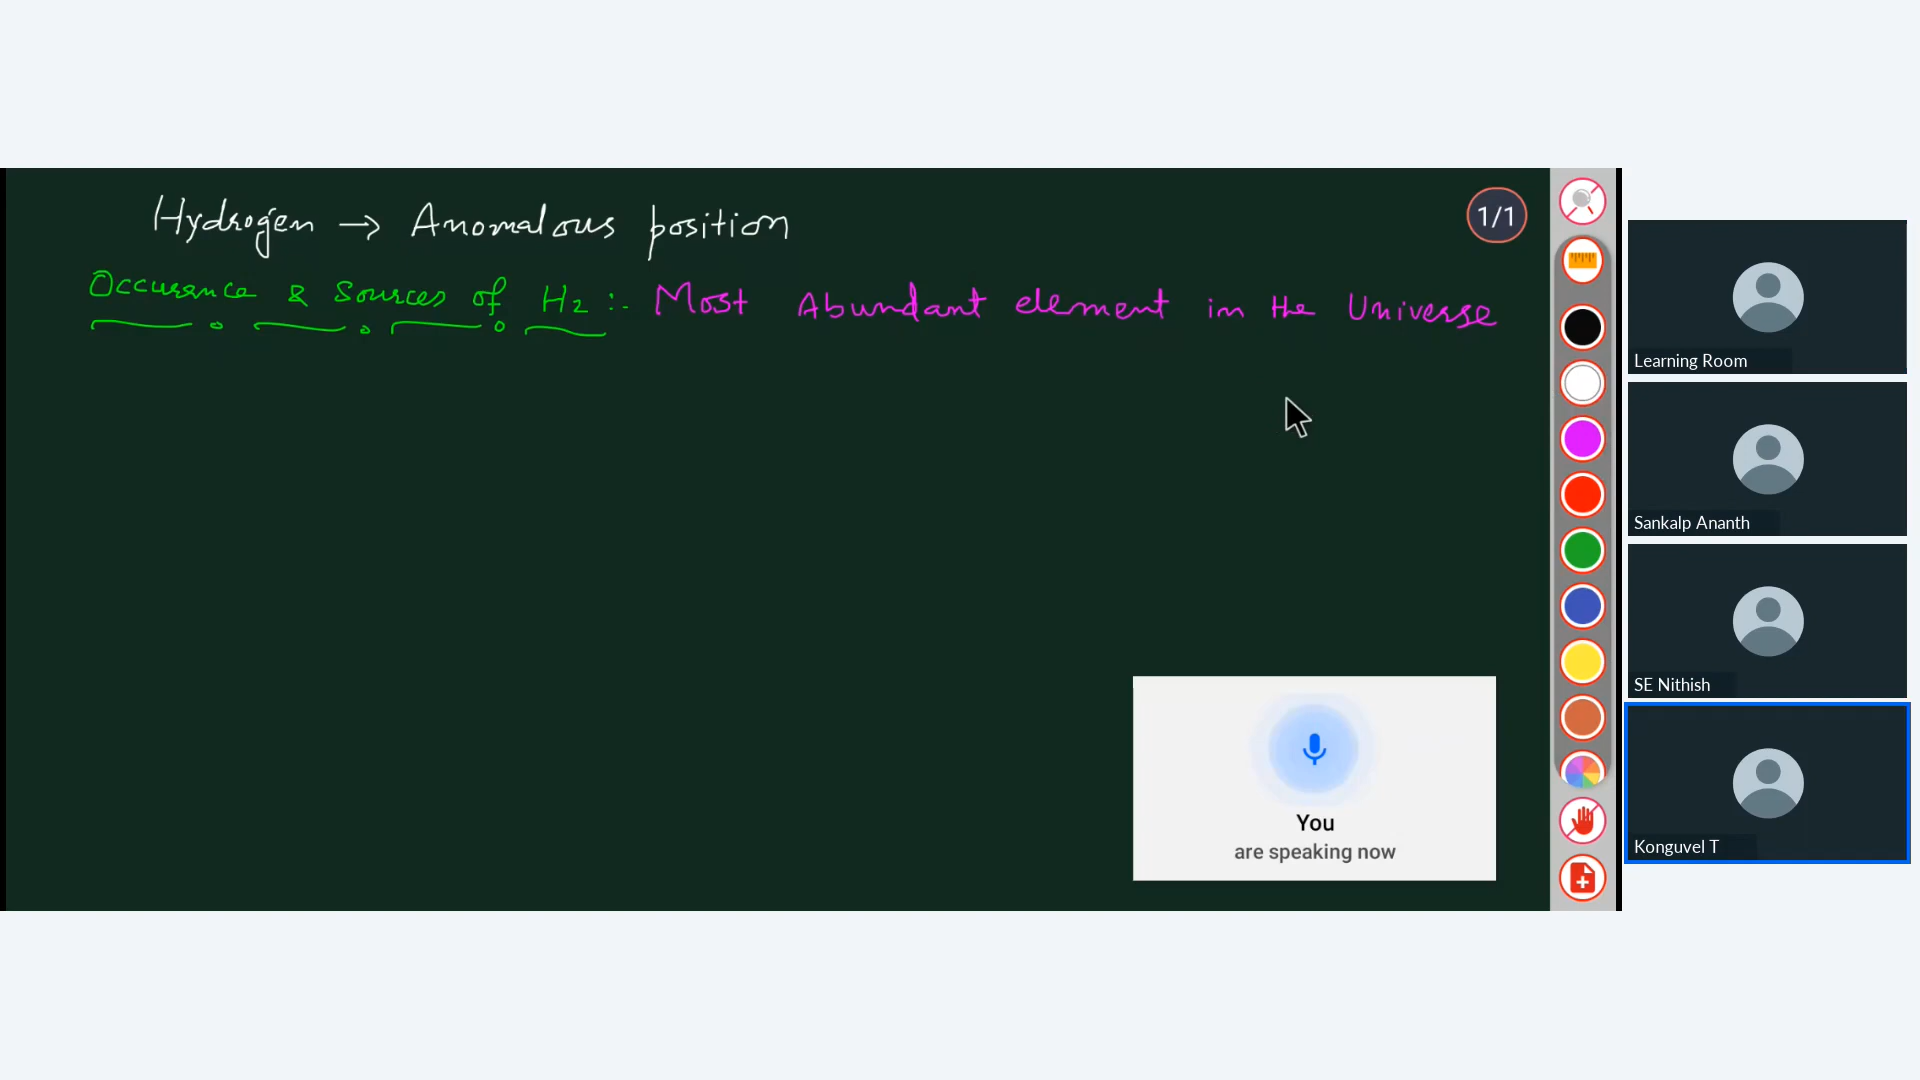 Hydrogen → Anomalous position
1/1
Occurance & Sources of H2 :- Most Abundant element in the Universe
Learning Room
Sankalp Ananth
SE Nithish
Konguvel T
You
are speaking now